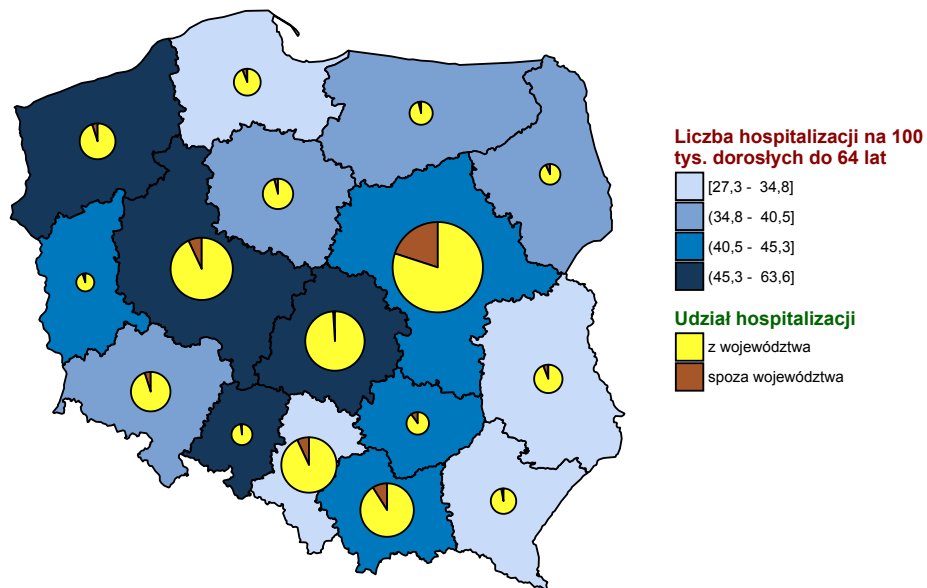 Liczba hospitalizacji na 100
tys. dorosłych do 64 lat
[27,3 - 34,8]
(34,8 - 40,5]
(40,5 - 45,3]
(45,3 - 63,6]
Udział hospitalizacji
z województwa
spoza województwa